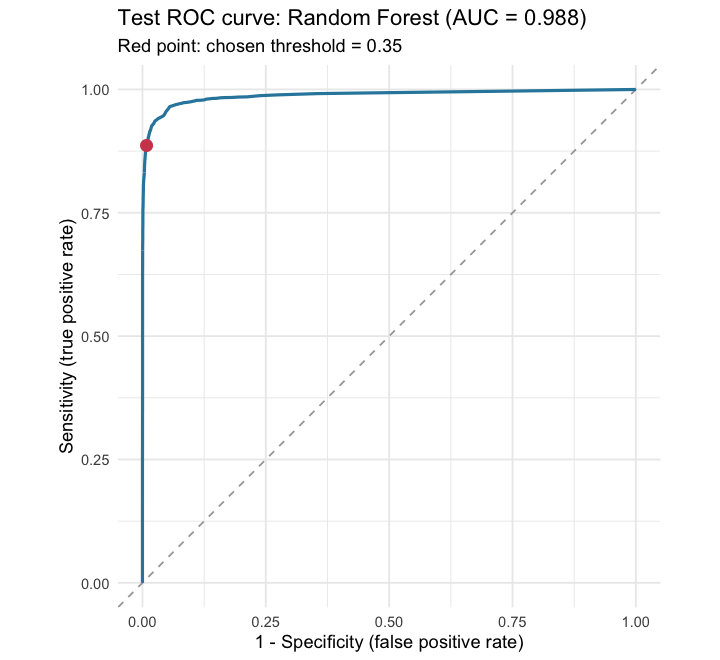 Test ROC curve: Random Forest (AUC = 0.988)
Red point: chosen threshold = 0.35
1.00
0.75
0.50
0.25
0.00
Sensitivity (true positive rate)
0.00 0.25 0.50 0.75 1.00
1 - Specificity (false positive rate)